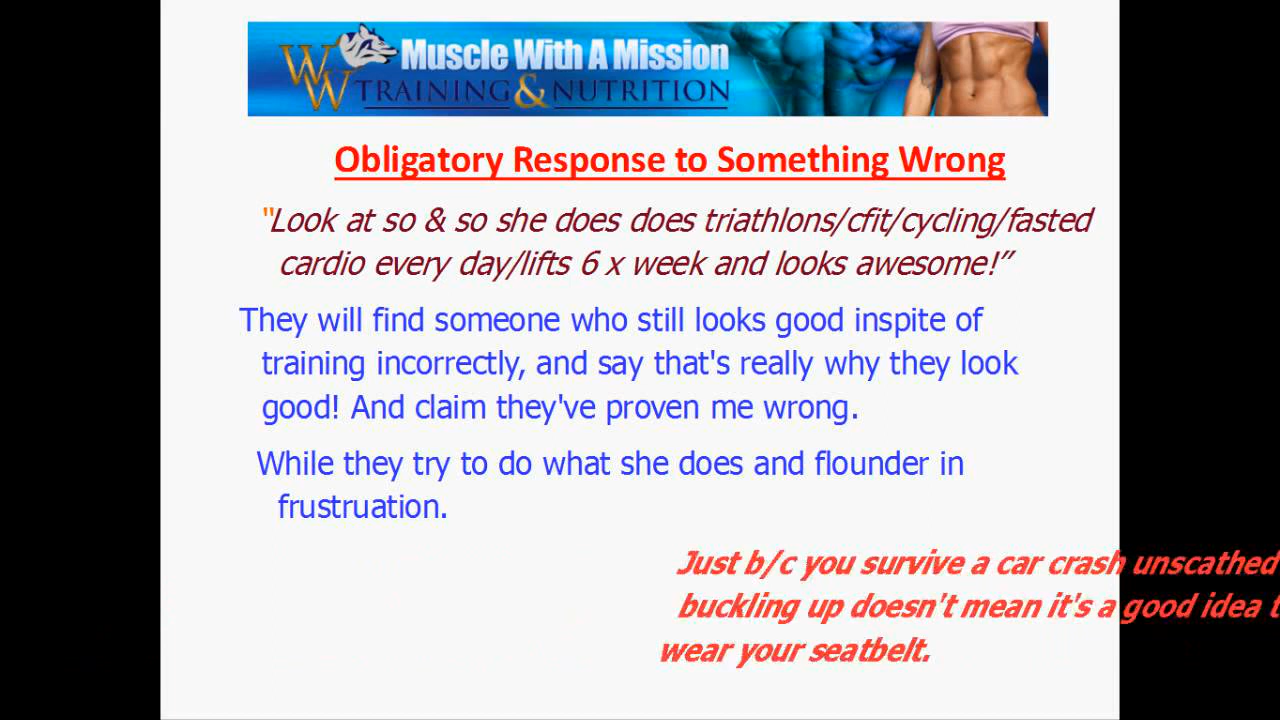 WW Muscle With A Mission
TRAINING & NUTRITION
Obligatory Response to Something Wrong
“Look at so & so she does does triathlons/cfit/cycling/fasted
cardio every day/lifts 6 x week and looks awesome!”
They will find someone who still looks good inspite of
training incorrectly, and say that's really why they look
good! And claim they've proven me wrong.
While they try to do what she does and flounder in
frustruation.
Just b/c you survive a car crash unscathed
buckling up doesn't mean it's a good idea t
wear your seatbelt.